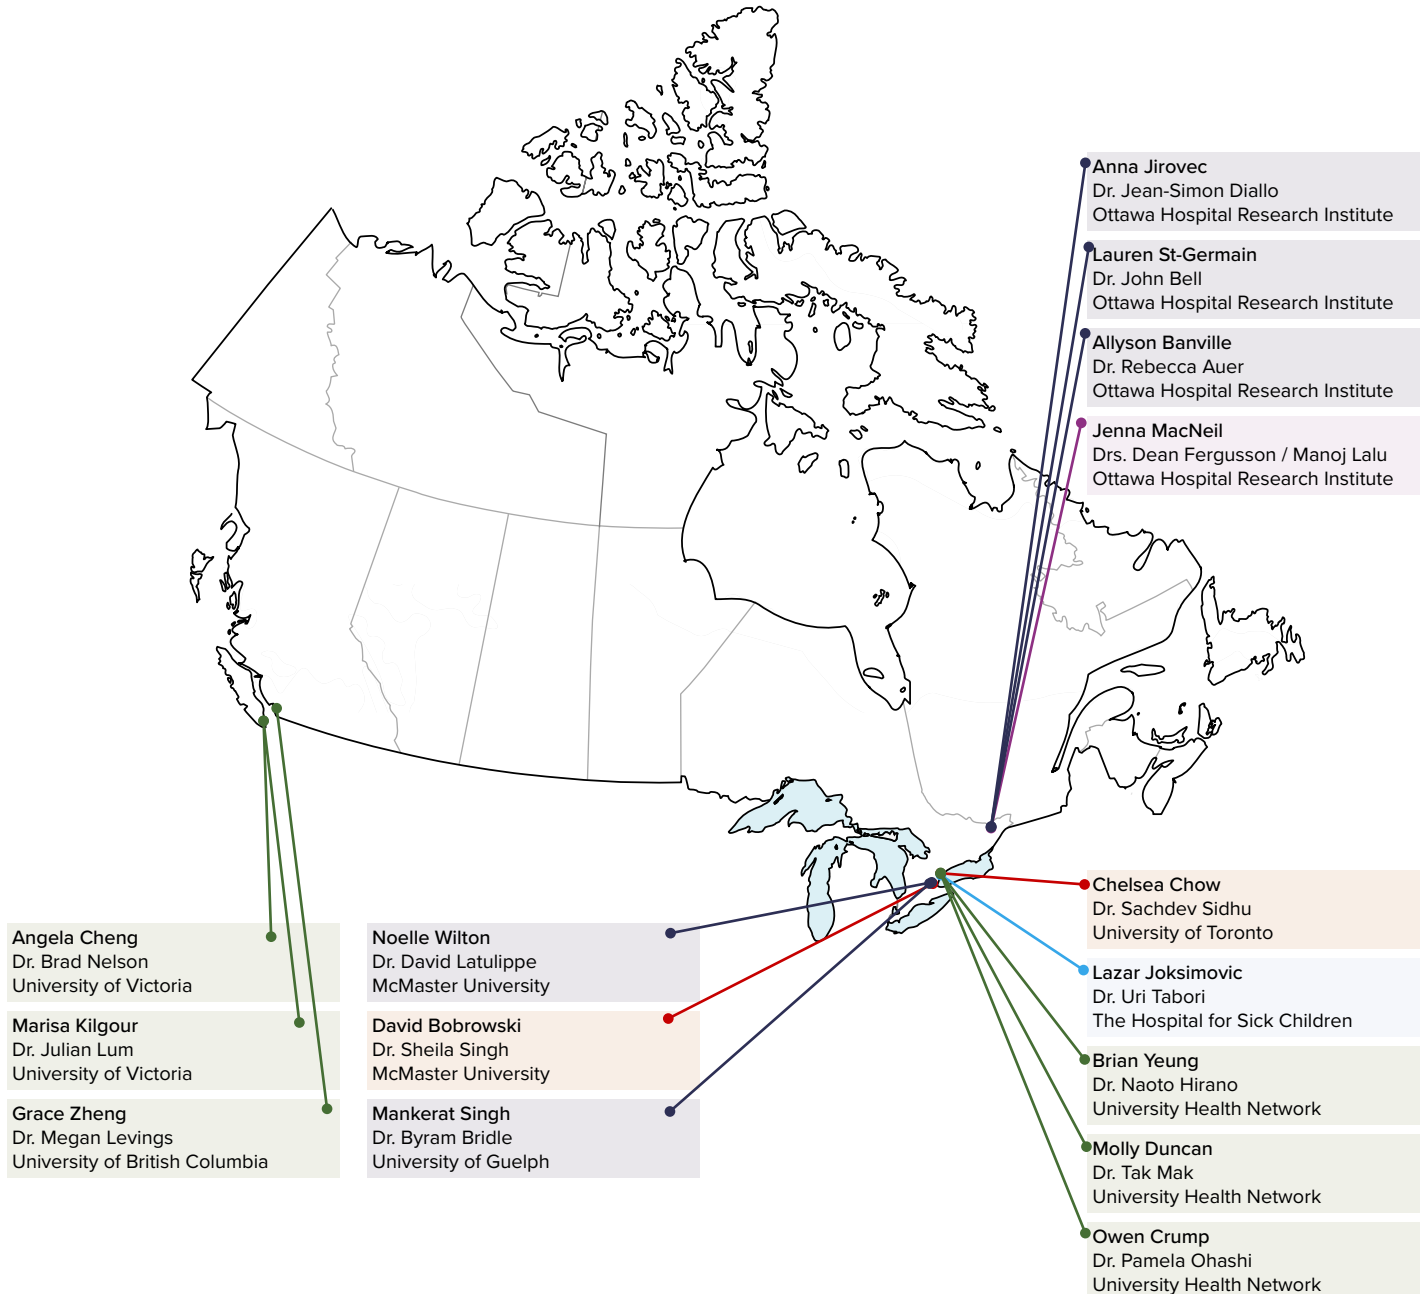 Anna Jirovec
Dr. Jean-Simon Diallo
Ottawa Hospital Research Institute
Lauren St-Germain
Dr. John Bell
Ottawa Hospital Research Institute
Allyson Banville
Dr. Rebecca Auer
Ottawa Hospital Research Institute
Jenna MacNeil
Drs. Dean Fergusson / Manoj Lalu
Ottawa Hospital Research Institute
Angela Cheng
Dr. Brad Nelson
University of Victoria
Marisa Kilgour
Dr. Julian Lum
University of Victoria
Grace Zheng
Dr. Megan Levings
University of British Columbia
Noelle Wilton
Dr. David Latulippe
McMaster University
David Bobrowski
Dr. Sheila Singh
McMaster University
Mankerat Singh
Dr. Byram Bridle
University of Guelph
Chelsea Chow
Dr. Sachdev Sidhu
University of Toronto
Lazar Joksimovic
Dr. Uri Tabori
The Hospital for Sick Children
Brian Yeung
Dr. Naoto Hirano
University Health Network
Molly Duncan
Dr. Tak Mak
University Health Network
Owen Crump
Dr. Pamela Ohashi
University Health Network